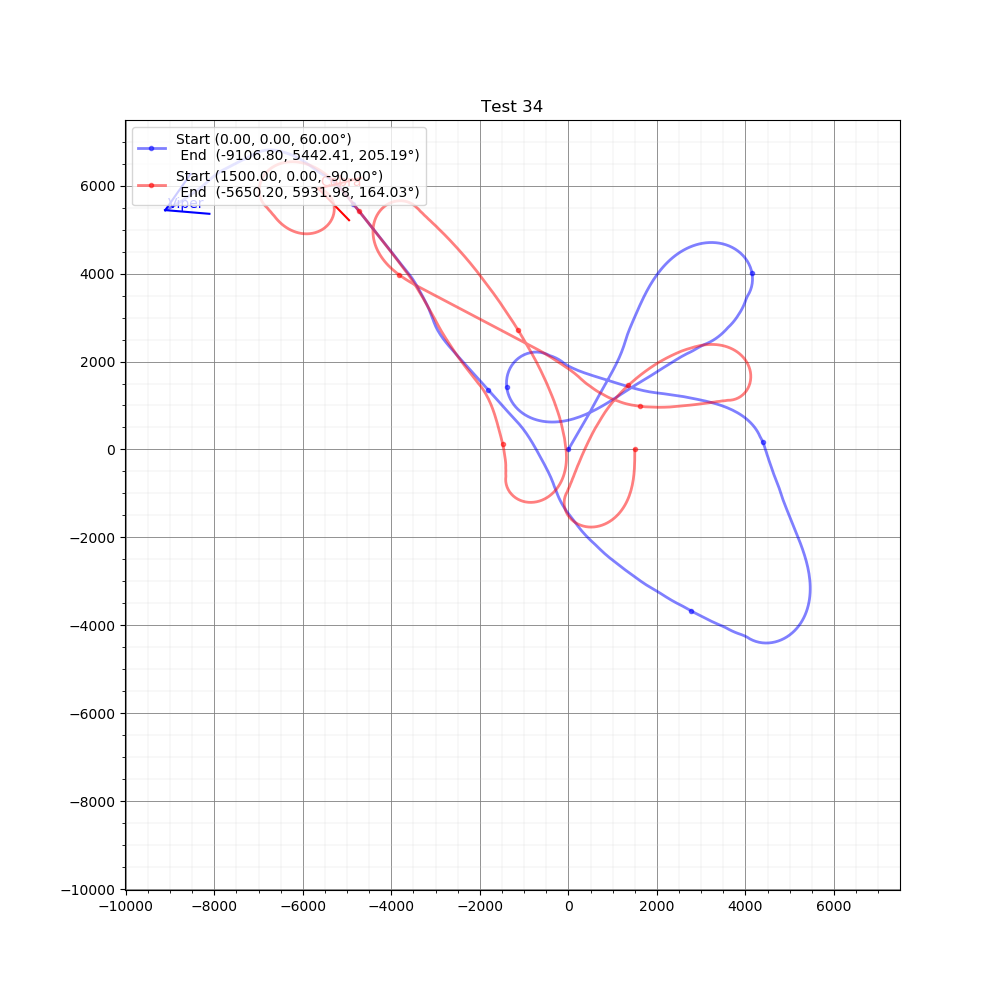 Test 34
Start (0.00, 0.00, 60.00°)
End (-9106.80, 5442.41, 205.19°)
Start (1500.00, 0.00, -90.00°)
End (-5650.20, 5931.98, 164.03°)
Viper
6000
4000
2000
0
−2000
−4000
−6000
−8000
−10000
−10000 −8000 −6000 −4000 −2000 0 2000 4000 6000